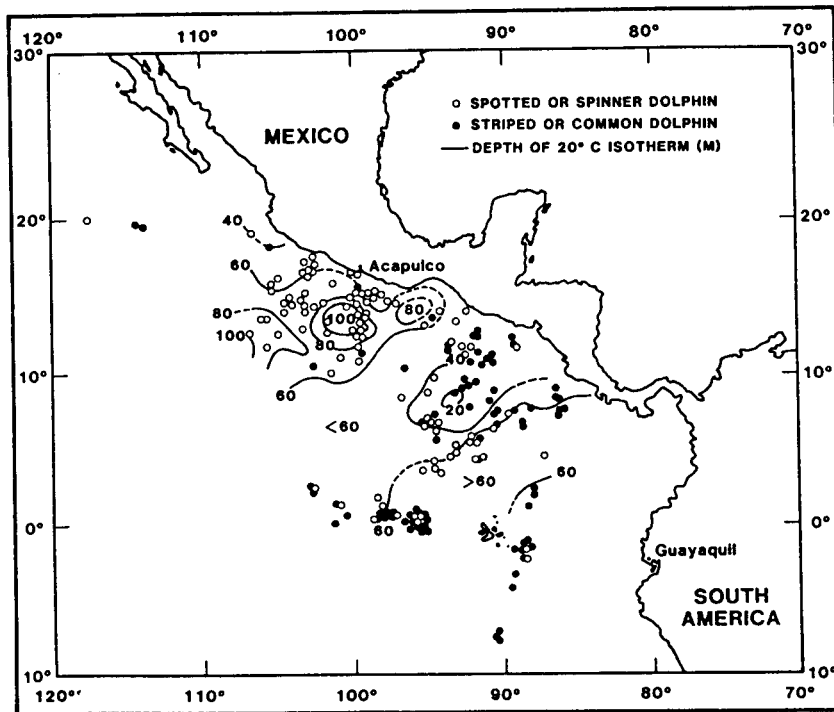 120° 110° 100° 90° 80° 70°
30° 30°
○ SPOTTED OR SPINNER DOLPHIN
● STRIPED OR COMMON DOLPHIN
— DEPTH OF 20° C ISOTHERM (M)
MEXICO
20° 20°
40
60
Acapulco
80
80
100
100
80
10° 10°
60
40
20
<60
>60
60
0° 0°
60
Guayaquil
SOUTH
AMERICA
10° 10°
120° 110° 100° 90° 80° 70°